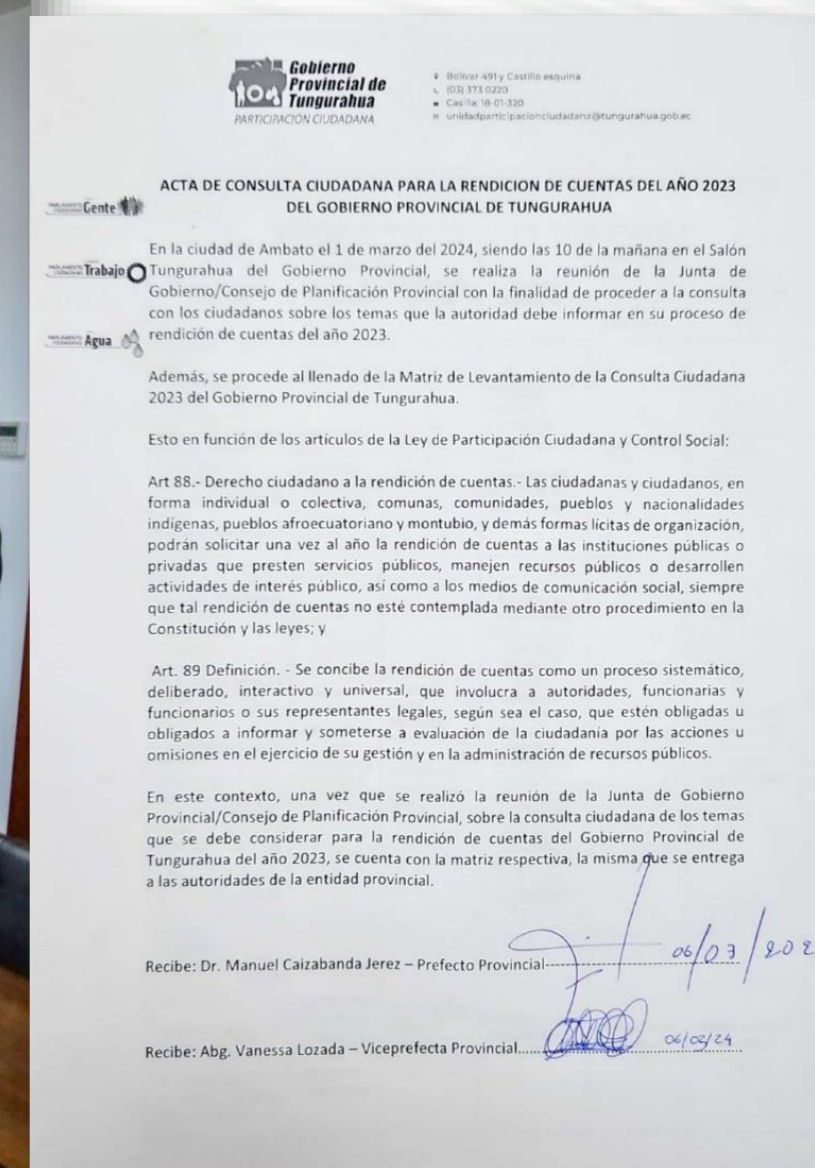 Gobierno
Provincial de
Tungurahua
PARTICIPACIÓN CIUDADANA
Bolívar 491 y Castillo esquina
(03) 373 0220
Casilla: 18-01-320
unidadparticipacionciudadana@tungurahua.gob.ec
ACTA DE CONSULTA CIUDADANA PARA LA RENDICION DE CUENTAS DEL AÑO 2023
DEL GOBIERNO PROVINCIAL DE TUNGURAHUA
Gente
Trabajo
Agua
En la ciudad de Ambato el 1 de marzo del 2024, siendo las 10 de la mañana en el Salón
Tungurahua del Gobierno Provincial, se realiza la reunión de la Junta de
Gobierno/Consejo de Planificación Provincial con la finalidad de proceder a la consulta
con los ciudadanos sobre los temas que la autoridad debe informar en su proceso de
rendición de cuentas del año 2023.
Además, se procede al llenado de la Matriz de Levantamiento de la Consulta Ciudadana
2023 del Gobierno Provincial de Tungurahua.
Esto en función de los artículos de la Ley de Participación Ciudadana y Control Social:
Art 88.- Derecho ciudadano a la rendición de cuentas.- Las ciudadanas y ciudadanos, en
forma individual o colectiva, comunas, comunidades, pueblos y nacionalidades
indígenas, pueblos afroecuatoriano y montubio, y demás formas lícitas de organización,
podrán solicitar una vez al año la rendición de cuentas a las instituciones públicas o
privadas que presten servicios públicos, manejen recursos públicos o desarrollen
actividades de interés público, así como a los medios de comunicación social, siempre
que tal rendición de cuentas no esté contemplada mediante otro procedimiento en la
Constitución y las leyes; y
Art. 89 Definición. - Se concibe la rendición de cuentas como un proceso sistemático,
deliberado, interactivo y universal, que involucra a autoridades, funcionarias y
funcionarios o sus representantes legales, según sea el caso, que estén obligadas u
obligados a informar y someterse a evaluación de la ciudadanía por las acciones u
omisiones en el ejercicio de su gestión y en la administración de recursos públicos.
En este contexto, una vez que se realizó la reunión de la Junta de Gobierno
Provincial/Consejo de Planificación Provincial, sobre la consulta ciudadana de los temas
que se debe considerar para la rendición de cuentas del Gobierno Provincial de
Tungurahua del año 2023, se cuenta con la matriz respectiva, la misma que se entrega
a las autoridades de la entidad provincial.
Recibe: Dr. Manuel Caizabanda Jerez – Prefecto Provincial 06/03/202
Recibe: Abg. Vanessa Lozada – Viceprefecta Provincial 06/03/24